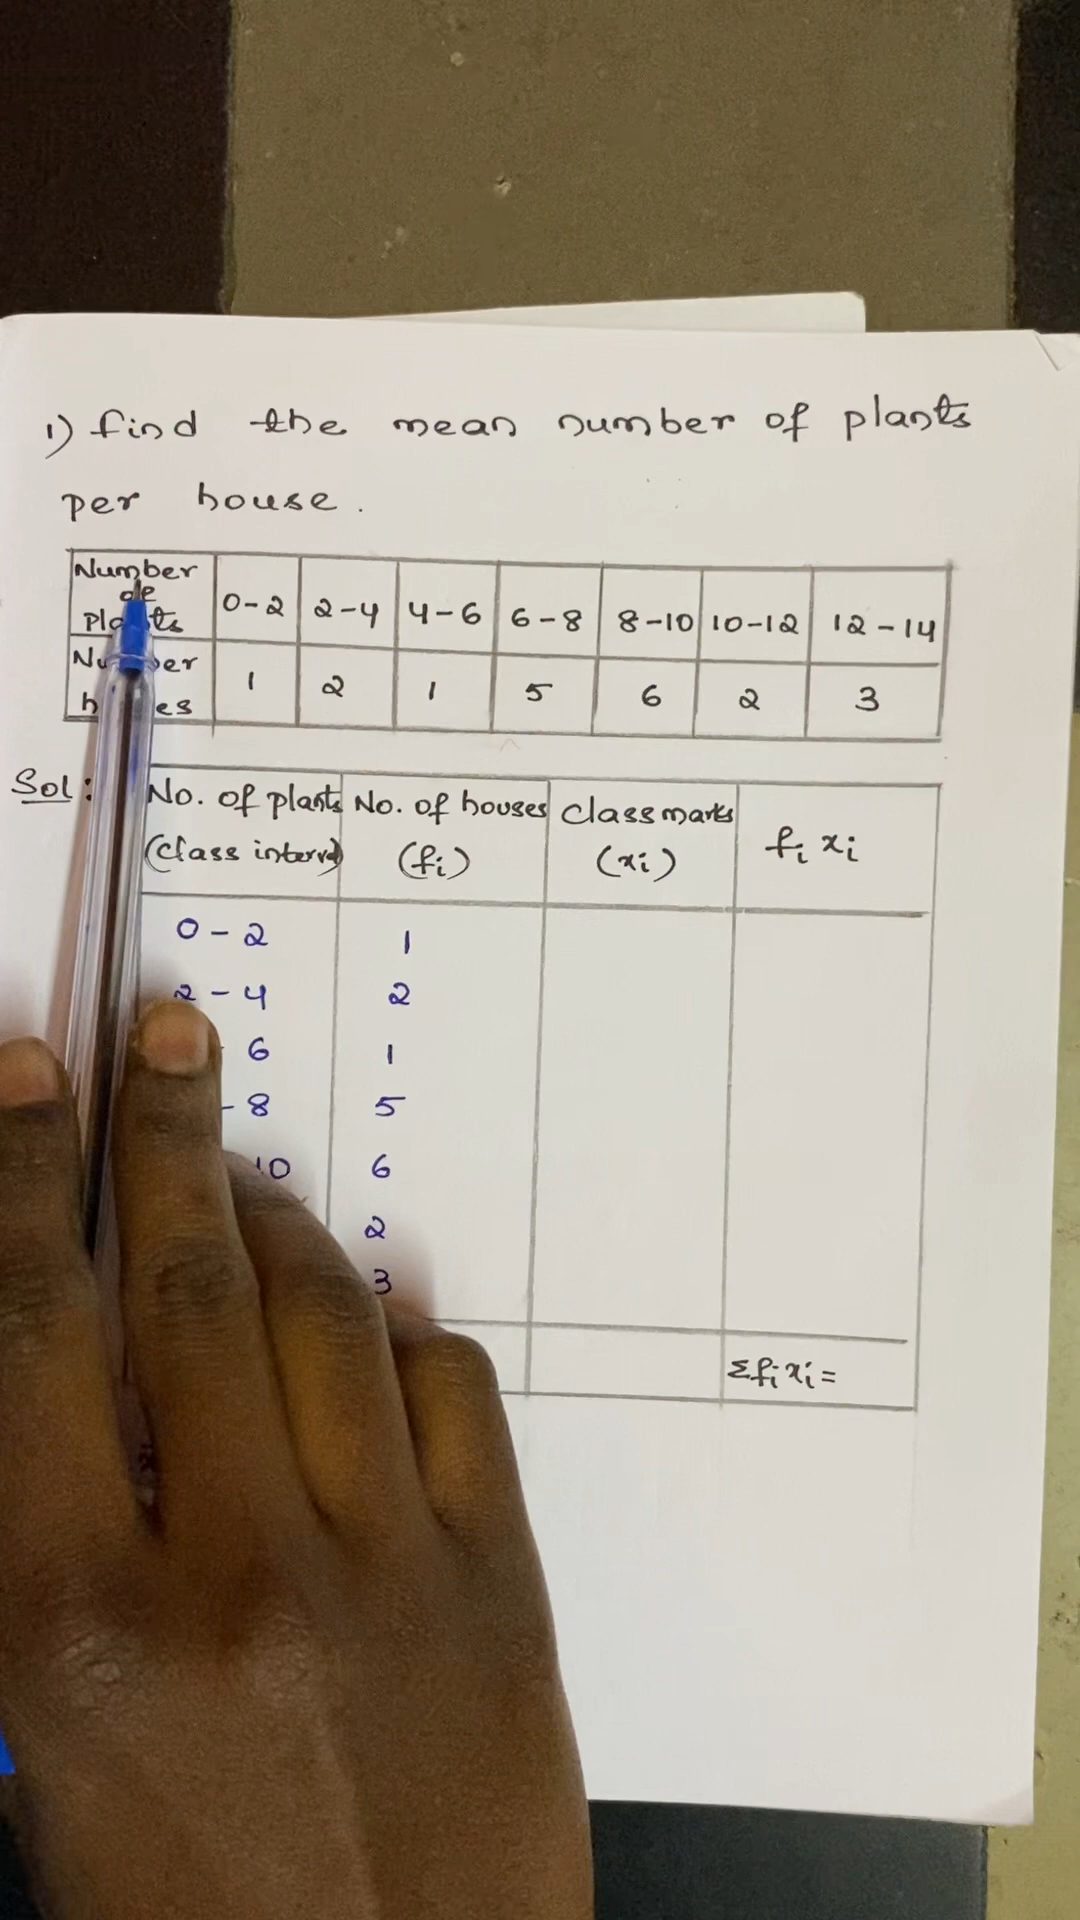 1) find the mean number of plants
per house.
Number
of
plants
0-2 2-4 4-6 6-8 8-10 10-12 12-14
1 2 1 5 6 2 3
Sol:
No. of plants No. of houses Class marks fi xi
(class interval) (fi) (xi)
0-2 1
2-4 2
6 1
-8 5
10 6
2
3
Σfi xi =